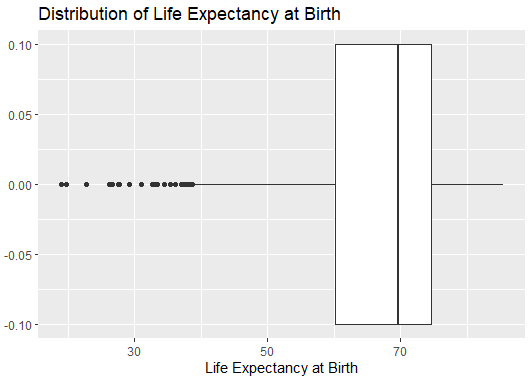 Distribution of Life Expectancy at Birth
0.10
0.05
0.00
-0.05
-0.10
30 50 70
Life Expectancy at Birth